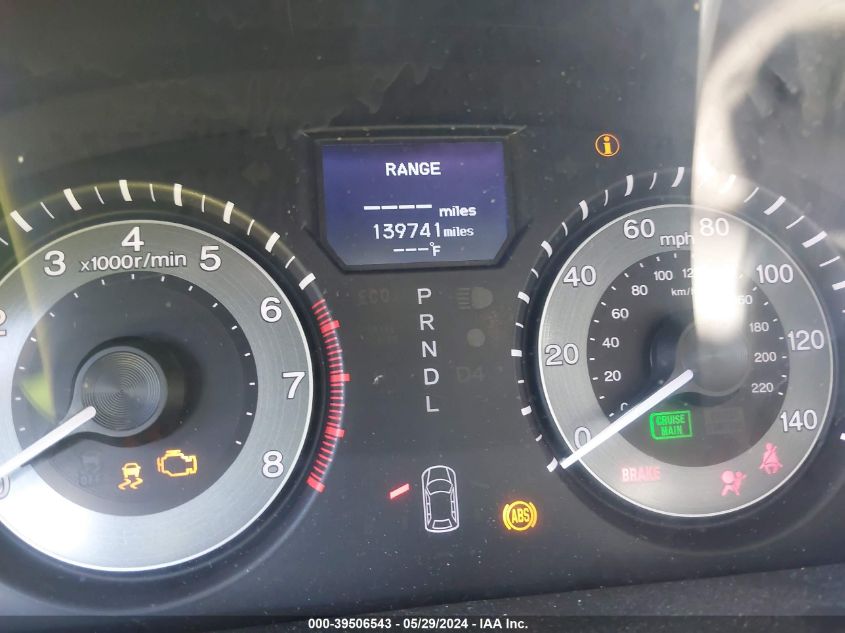 RANGE
---- miles
139741 miles
---°F
x1000r/min
3
4
5
6
7
8
P
R
N
D
L
D4
mph
0
20
40
60
80
100
120
140
km/h
20
40
60
80
100
160
180
200
220
CRUISE
MAIN
BRAKE
ABS
i
OFF
000-39506543 / 05/29/2024 - IAA Inc.